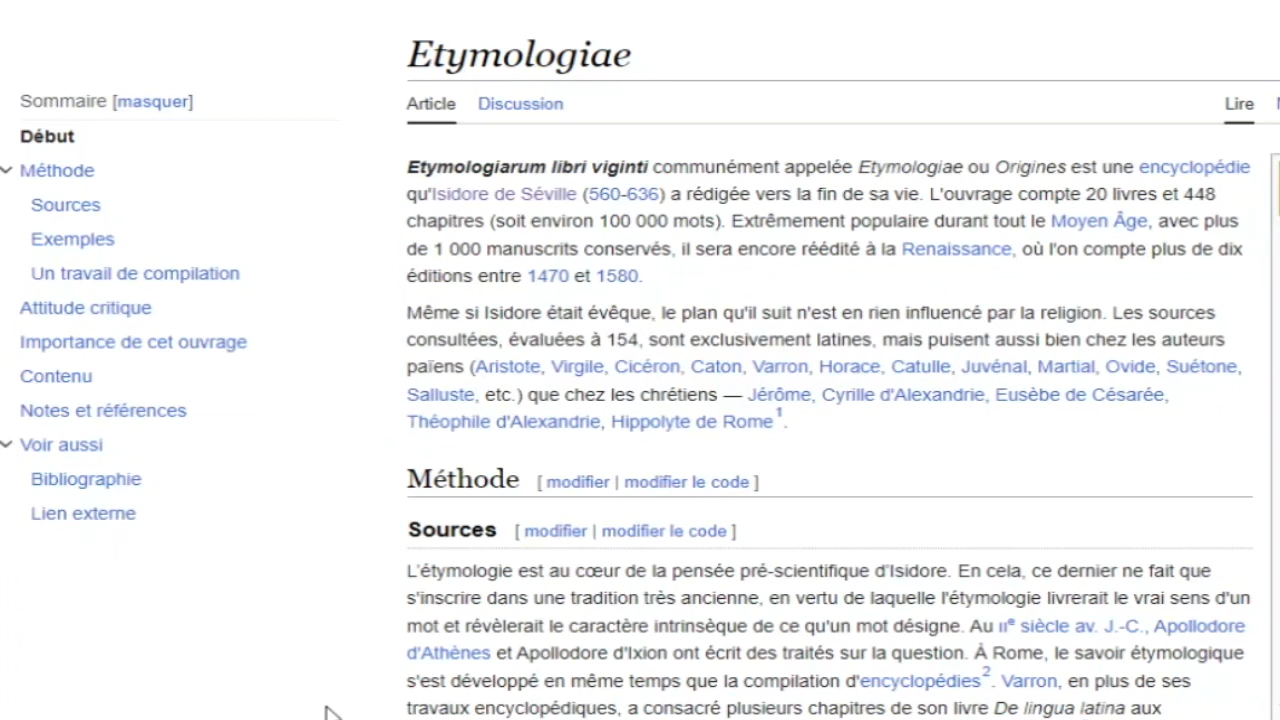 Etymologiae
Sommaire [masquer]
Article Discussion
Lire
Début
Méthode
Sources
Exemples
Un travail de compilation
Attitude critique
Importance de cet ouvrage
Contenu
Notes et références
Voir aussi
Bibliographie
Lien externe
Etymologiarum libri viginti communément appelée Etymologiae ou Origines est une encyclopédie
qu'Isidore de Séville (560-636) a rédigée vers la fin de sa vie. L'ouvrage compte 20 livres et 448
chapitres (soit environ 100 000 mots). Extrêmement populaire durant tout le Moyen Âge, avec plus
de 1 000 manuscrits conservés, il sera encore réédité à la Renaissance, où l'on compte plus de dix
éditions entre 1470 et 1580.
Même si Isidore était évêque, le plan qu'il suit n'est en rien influencé par la religion. Les sources
consultées, évaluées à 154, sont exclusivement latines, mais puisent aussi bien chez les auteurs
païens (Aristote, Virgile, Cicéron, Caton, Varron, Horace, Catulle, Juvénal, Martial, Ovide, Suétone,
Salluste, etc.) que chez les chrétiens — Jérôme, Cyrille d'Alexandrie, Eusèbe de Césarée,
Théophile d'Alexandrie, Hippolyte de Rome1.
Méthode [ modifier | modifier le code ]
Sources [ modifier | modifier le code ]
L'étymologie est au cœur de la pensée pré-scientifique d'Isidore. En cela, ce dernier ne fait que
s'inscrire dans une tradition très ancienne, en vertu de laquelle l'étymologie livrerait le vrai sens d'un
mot et révèlerait le caractère intrinsèque de ce qu'un mot désigne. Au IIe siècle av. J.-C., Apollodore
d'Athènes et Apollodore d'Ixion ont écrit des traités sur la question. À Rome, le savoir étymologique
s'est développé en même temps que la compilation d'encyclopédies2. Varron, en plus de ses
travaux encyclopédiques, a consacré plusieurs chapitres de son livre De lingua latina aux